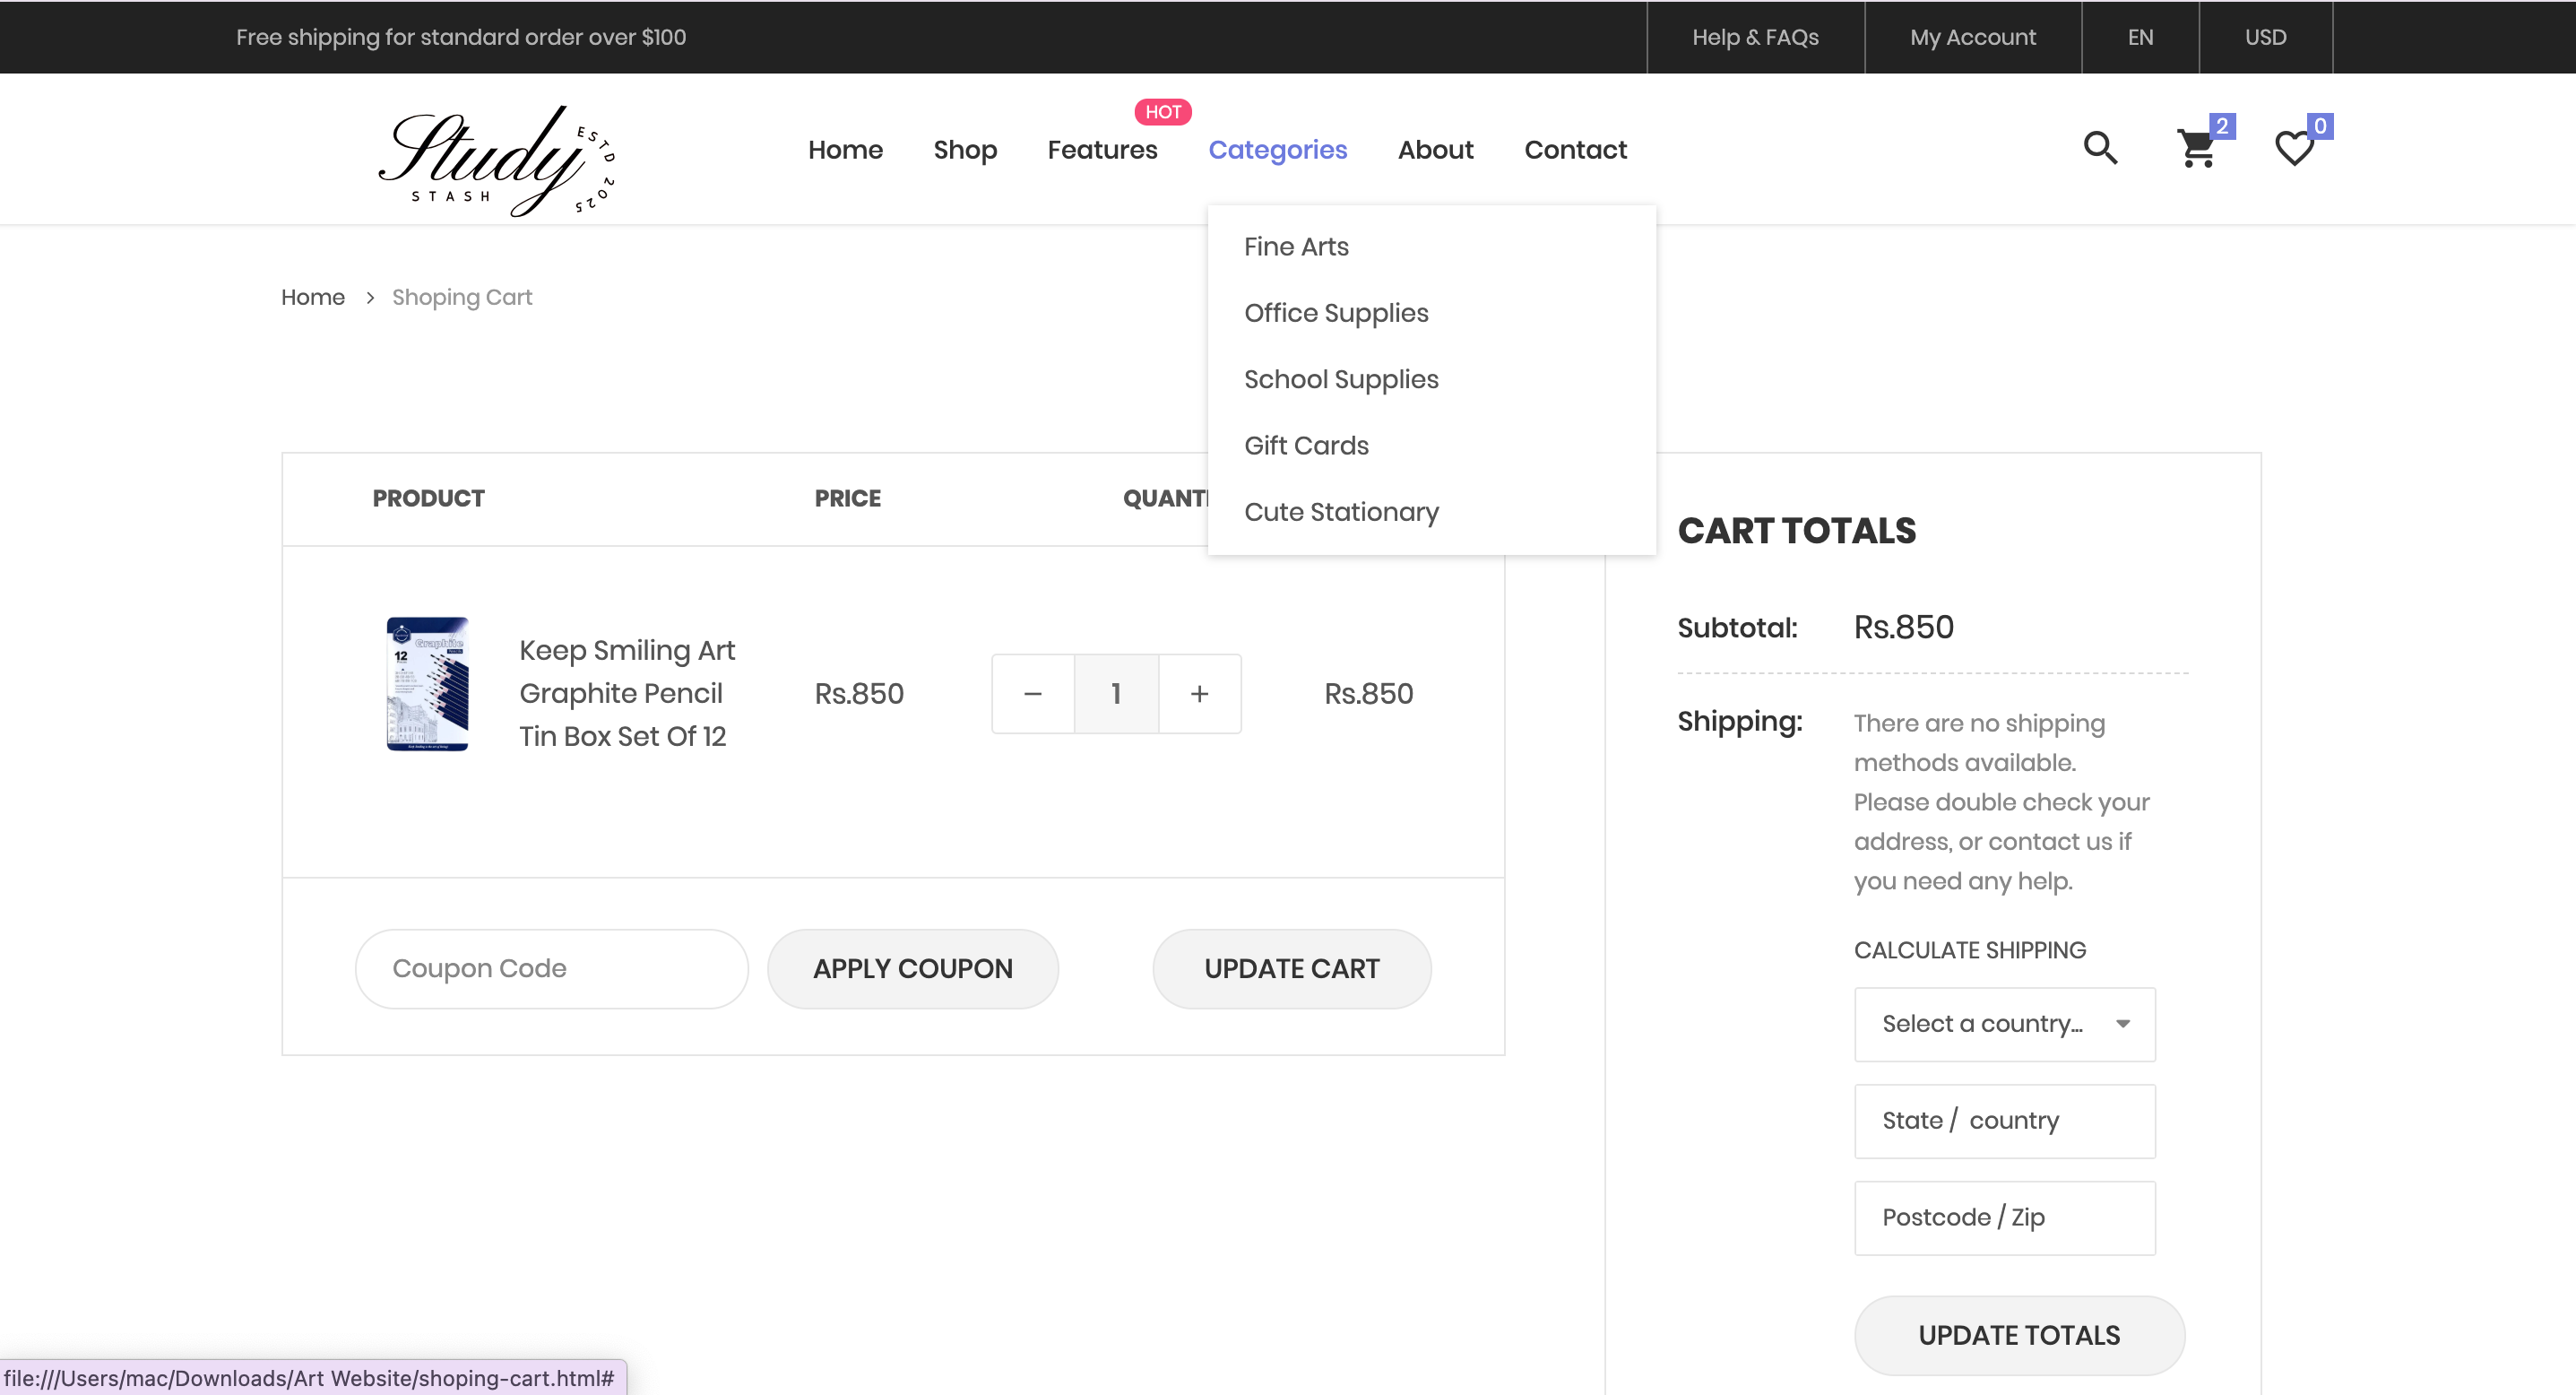 Free shipping for standard order over $100
Help & FAQs
My Account
EN
USD
Study
STASH
ESTD 2025
Home
Shop
Features
HOT
Categories
About
Contact
2
0
Fine Arts
Office Supplies
School Supplies
Gift Cards
Cute Stationary
Home > Shoping Cart
PRODUCT
PRICE
QUANTI
Graphite
12
Keep Smiling Art
Graphite Pencil
Tin Box Set Of 12
Rs.850
− 1 +
Rs.850
Coupon Code
APPLY COUPON
UPDATE CART
CART TOTALS
Subtotal:
Rs.850
Shipping:
There are no shipping
methods available.
Please double check your
address, or contact us if
you need any help.
CALCULATE SHIPPING
Select a country...
State / country
Postcode / Zip
UPDATE TOTALS
file:///Users/mac/Downloads/Art Website/shoping-cart.html#